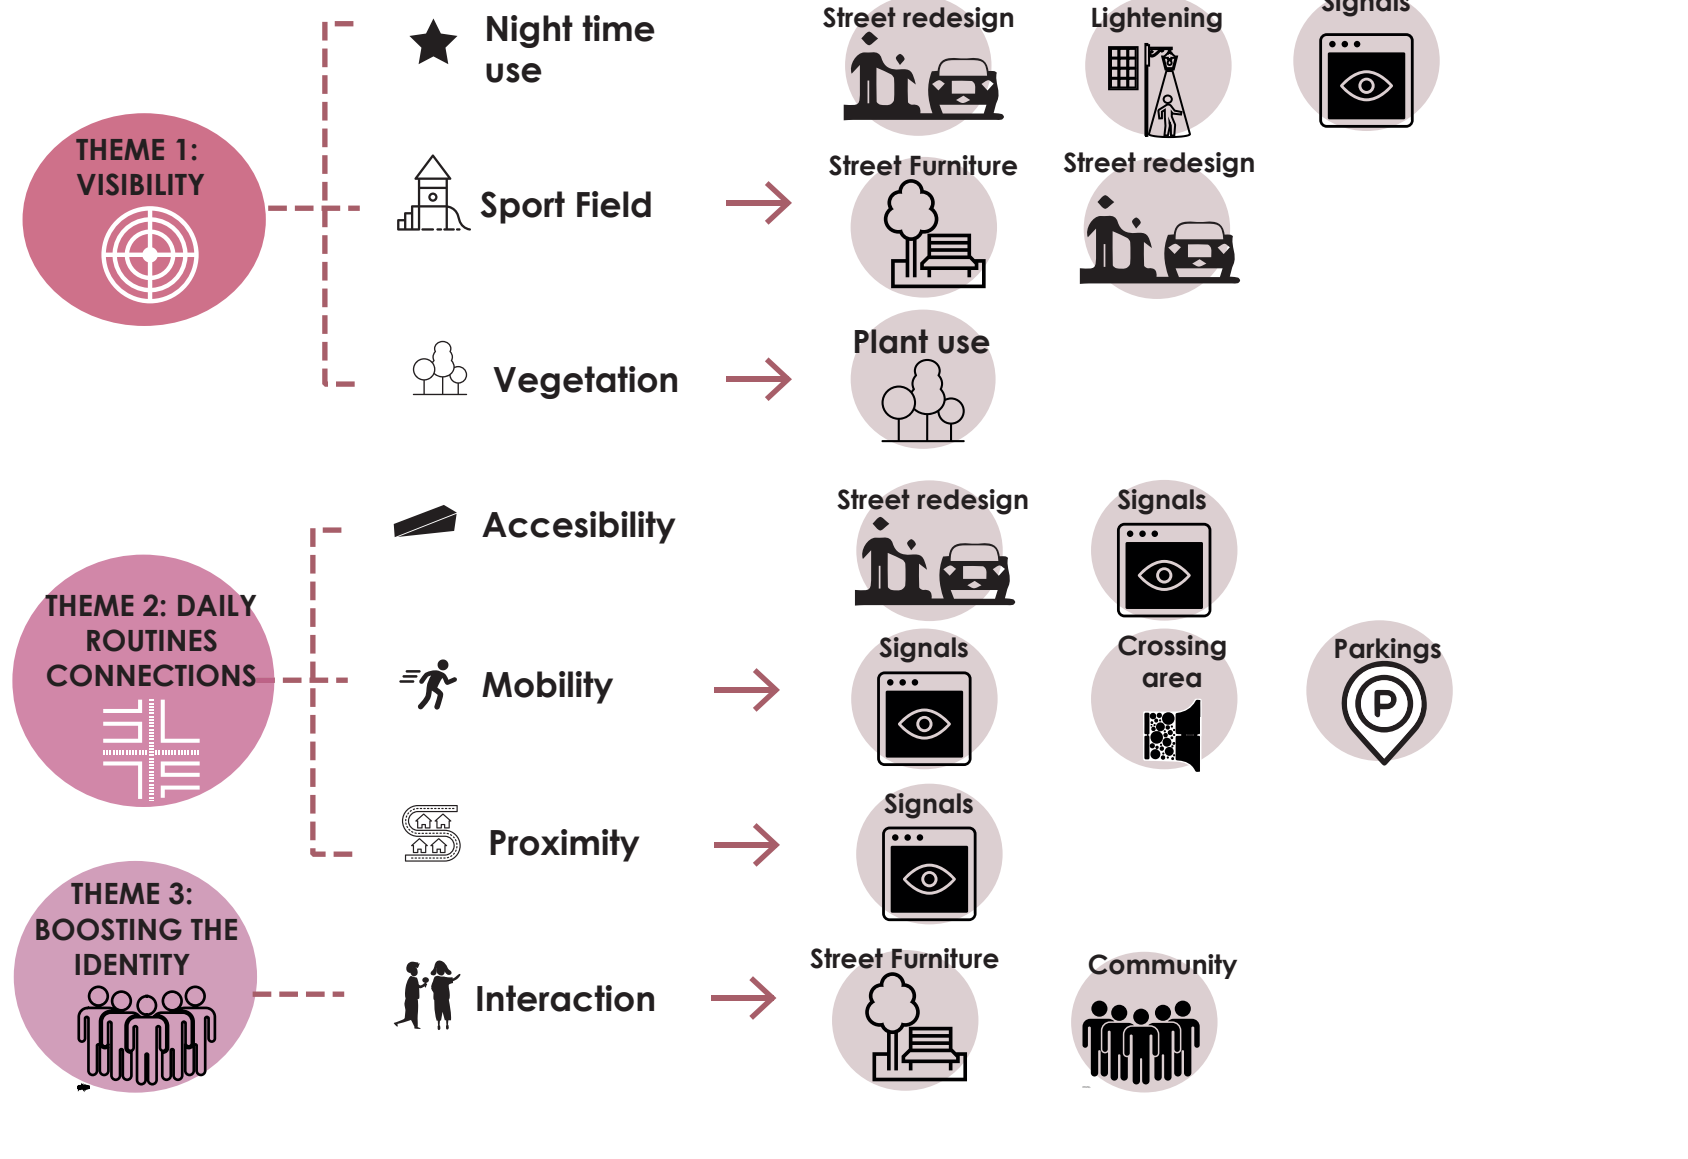 Night time
use
Street redesign
Lightening
Signals
THEME 1:
VISIBILITY
Sport Field
Street Furniture
Street redesign
Vegetation
Plant use
THEME 2: DAILY
ROUTINES
CONNECTIONS
Accesibility
Street redesign
Signals
Mobility
Signals
Crossing
area
Parkings
P
Proximity
Signals
THEME 3:
BOOSTING THE
IDENTITY
Interaction
Street Furniture
Community